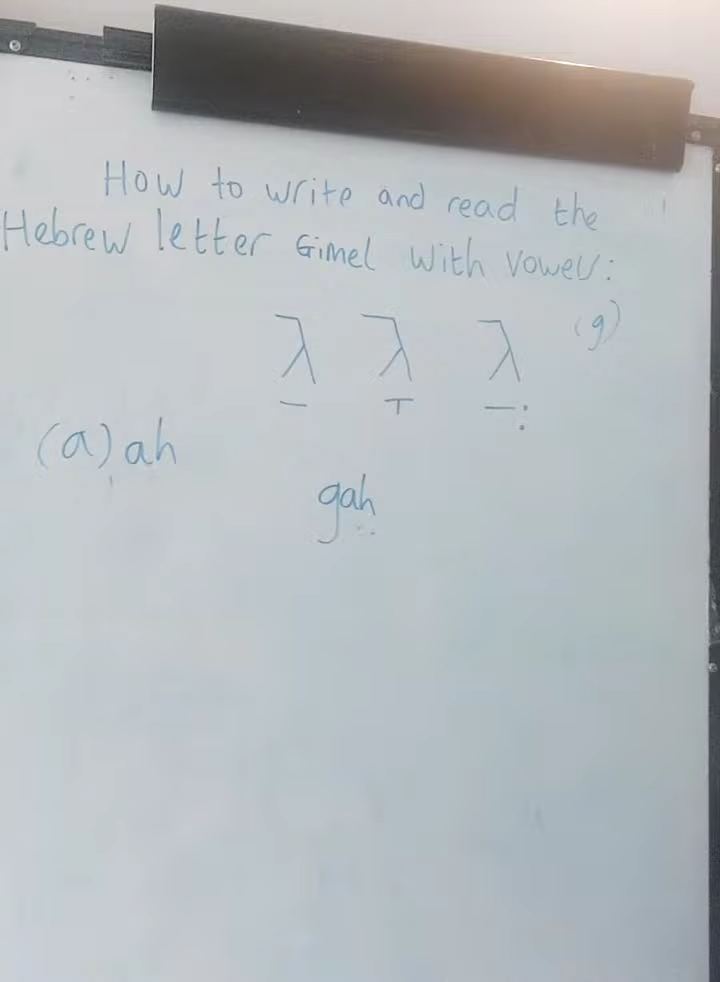 How to write and read the
Hebrew letter Gimel with vowels:
גַ גָ גֲ (g)
(a) ah
gah